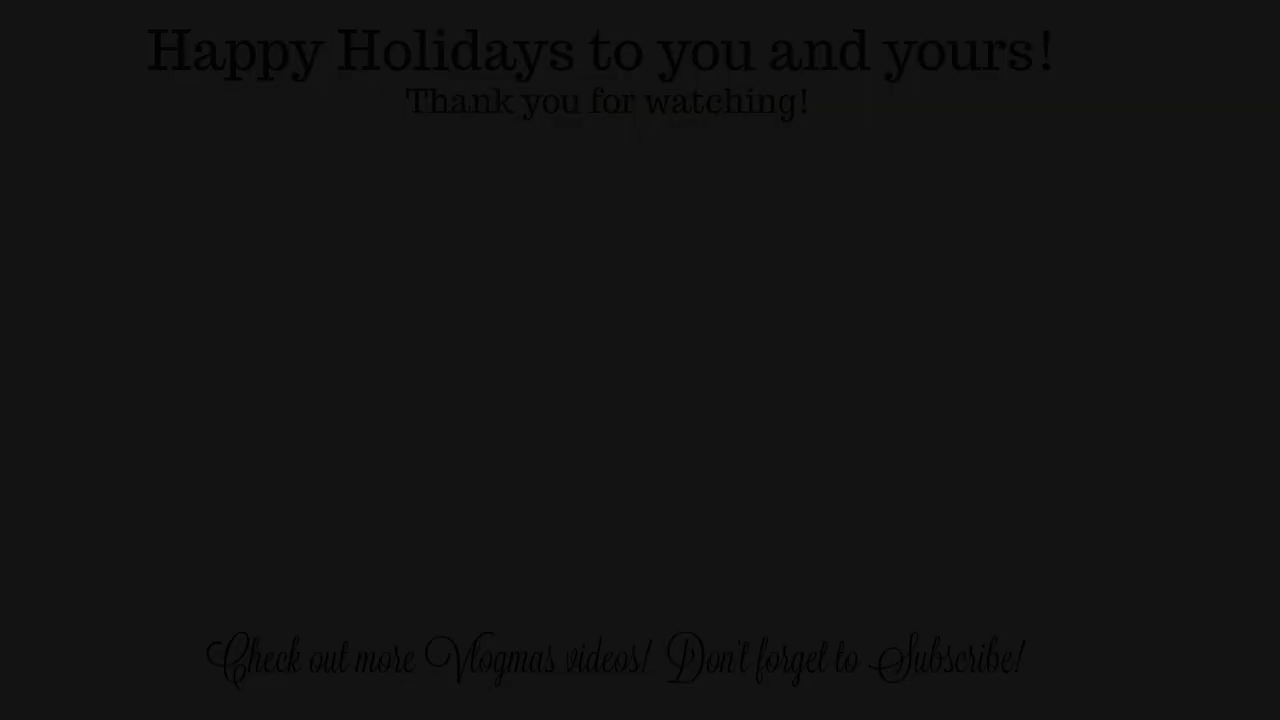 Happy Holidays to you and yours!
Thank you for watching!
Check out more Vlogmas videos! Don't forget to Subscribe!